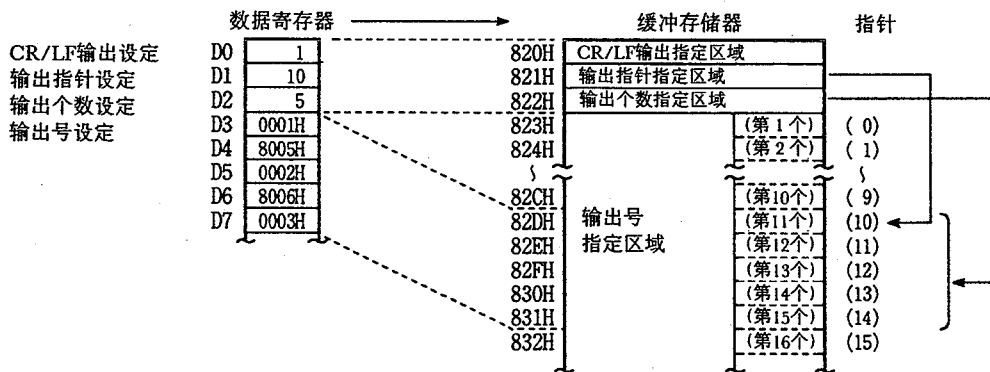 数据寄存器 缓冲存储器 指针
CR/LF输出设定 D0 1 820H CR/LF输出指定区域
输出指针设定 D1 10 821H 输出指针指定区域
输出个数设定 D2 5 822H 输出个数指定区域
输出号设定 D3 0001H 823H (第1个) (0)
D4 8005H 824H (第2个) (1)
D5 0002H
D6 8006H 82CH (第10个) (9)
D7 0003H 82DH 输出号 (第11个) (10)
82EH 指定区域 (第12个) (11)
82FH (第13个) (12)
830H (第14个) (13)
831H (第15个) (14)
832H (第16个) (15)